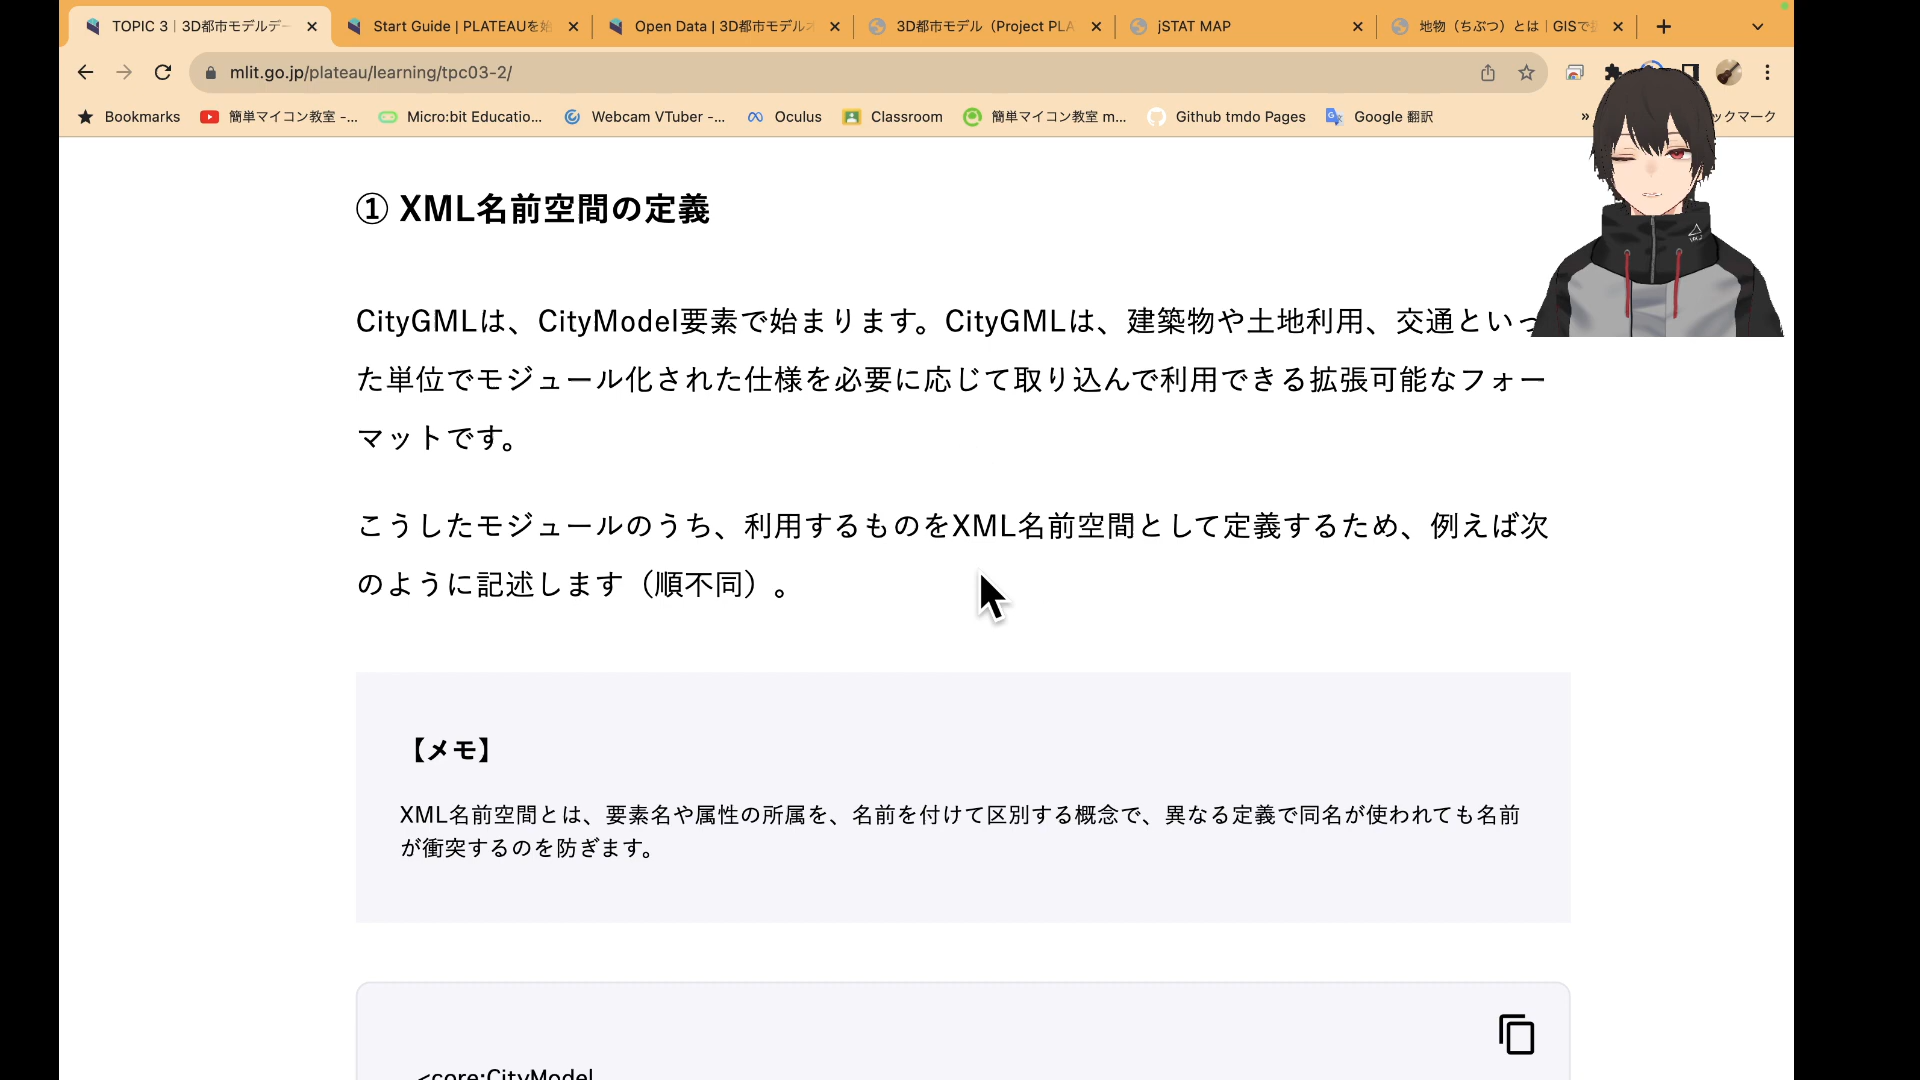 TOPIC 3｜3D都市モデルデー
Start Guide | PLATEAUを始
Open Data | 3D都市モデルオ
3D都市モデル（Project PLA
jSTAT MAP
地物（ちぶつ）とは｜GISで
mlit.go.jp/plateau/learning/tpc03-2/
Bookmarks
簡単マイコン教室 -...
Micro:bit Educatio...
Webcam VTuber -...
Oculus
Classroom
簡単マイコン教室 m...
Github tmdo Pages
Google 翻訳
»
ックマーク
① XML名前空間の定義
CityGMLは、CityModel要素で始まります。CityGMLは、建築物や土地利用、交通といっ
た単位でモジュール化された仕様を必要に応じて取り込んで利用できる拡張可能なフォー
マットです。
こうしたモジュールのうち、利用するものをXML名前空間として定義するため、例えば次
のように記述します（順不同）。
【メモ】
XML名前空間とは、要素名や属性の所属を、名前を付けて区別する概念で、異なる定義で同名が使われても名前
が衝突するのを防ぎます。
<core:CityModel